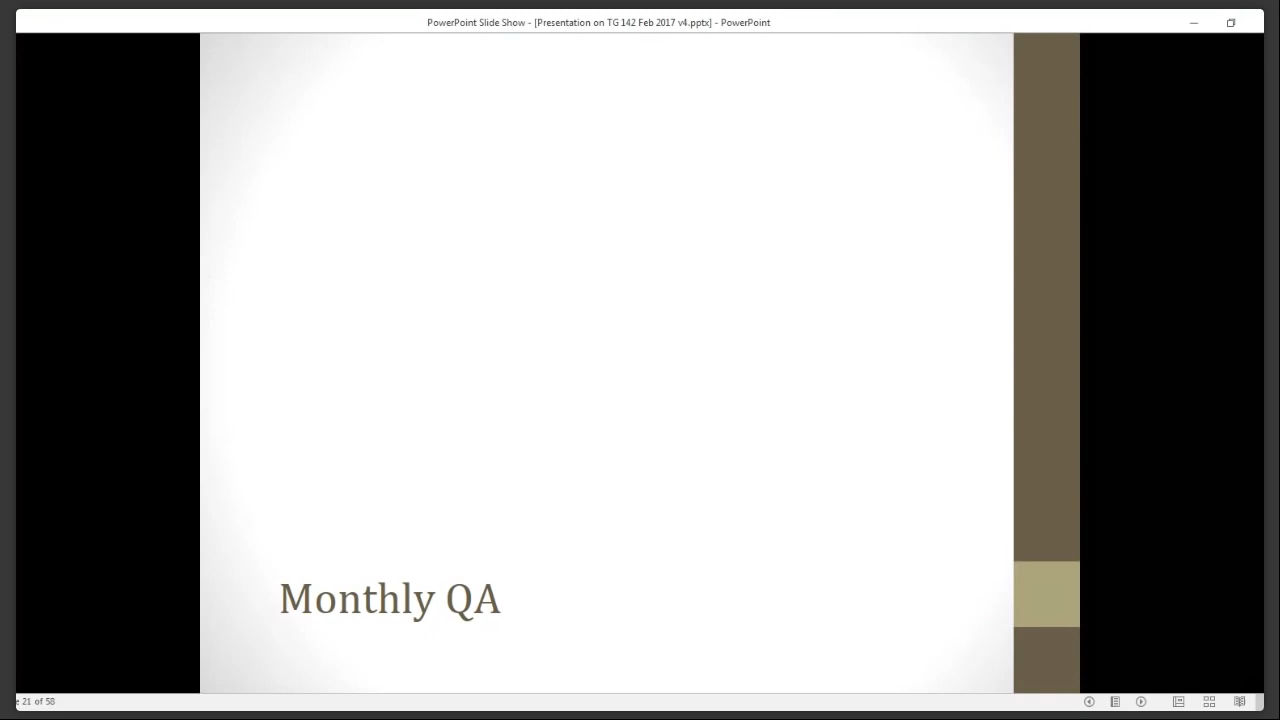 PowerPoint Slide Show - [Presentation on TG 142 Feb 2017 v4.pptx] - PowerPoint
Monthly QA
e 21 of 58